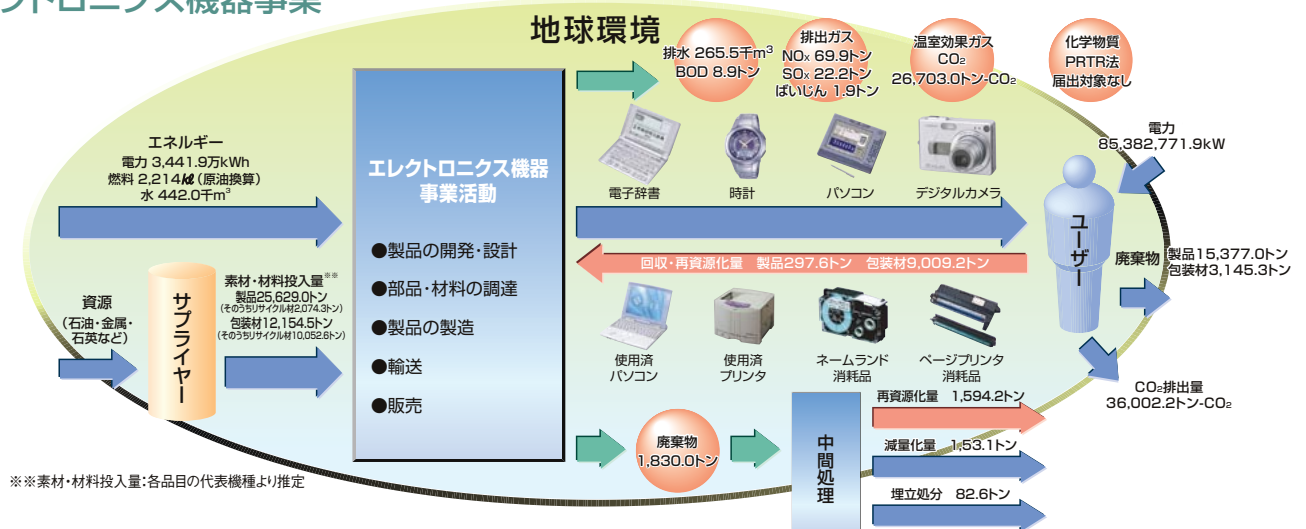 クトロニクス機器事業
地球環境
排水 265.5千m³
BOD 8.9トン
排出ガス
NOx 69.9トン
SOx 22.2トン
ばいじん 1.9トン
温室効果ガス
CO₂
26,703.0トン-CO₂
化学物質
PRTR法
届出対象なし
エネルギー
電力 3,441.9万kWh
燃料 2,214kℓ(原油換算)
水 442.0千m³
エレクトロニクス機器
事業活動
●製品の開発・設計
●部品・材料の調達
●製品の製造
●輸送
●販売
電子辞書
時計
パソコン
デジタルカメラ
電力
85,382,771.9kW
ユーザー
回収・再資源化量 製品297.6トン 包装材9,009.2トン
廃棄物
製品15,377.0トン
包装材3,145.3トン
資源
(石油・金属・
石英など)
サプライヤー
素材・材料投入量※※
製品25,629.0トン
(そのうちリサイクル材2,074.3トン)
包装材12,154.5トン
(そのうちリサイクル材10,052.6トン)
使用済
パソコン
使用済
プリンタ
ネームランド
消耗品
ページプリンタ
消耗品
CO₂排出量
36,002.2トン-CO₂
廃棄物
1,830.0トン
中間処理
再資源化量 1,594.2トン
減量化量 1,53.1トン
埋立処分 82.6トン
※※素材・材料投入量:各品目の代表機種より推定